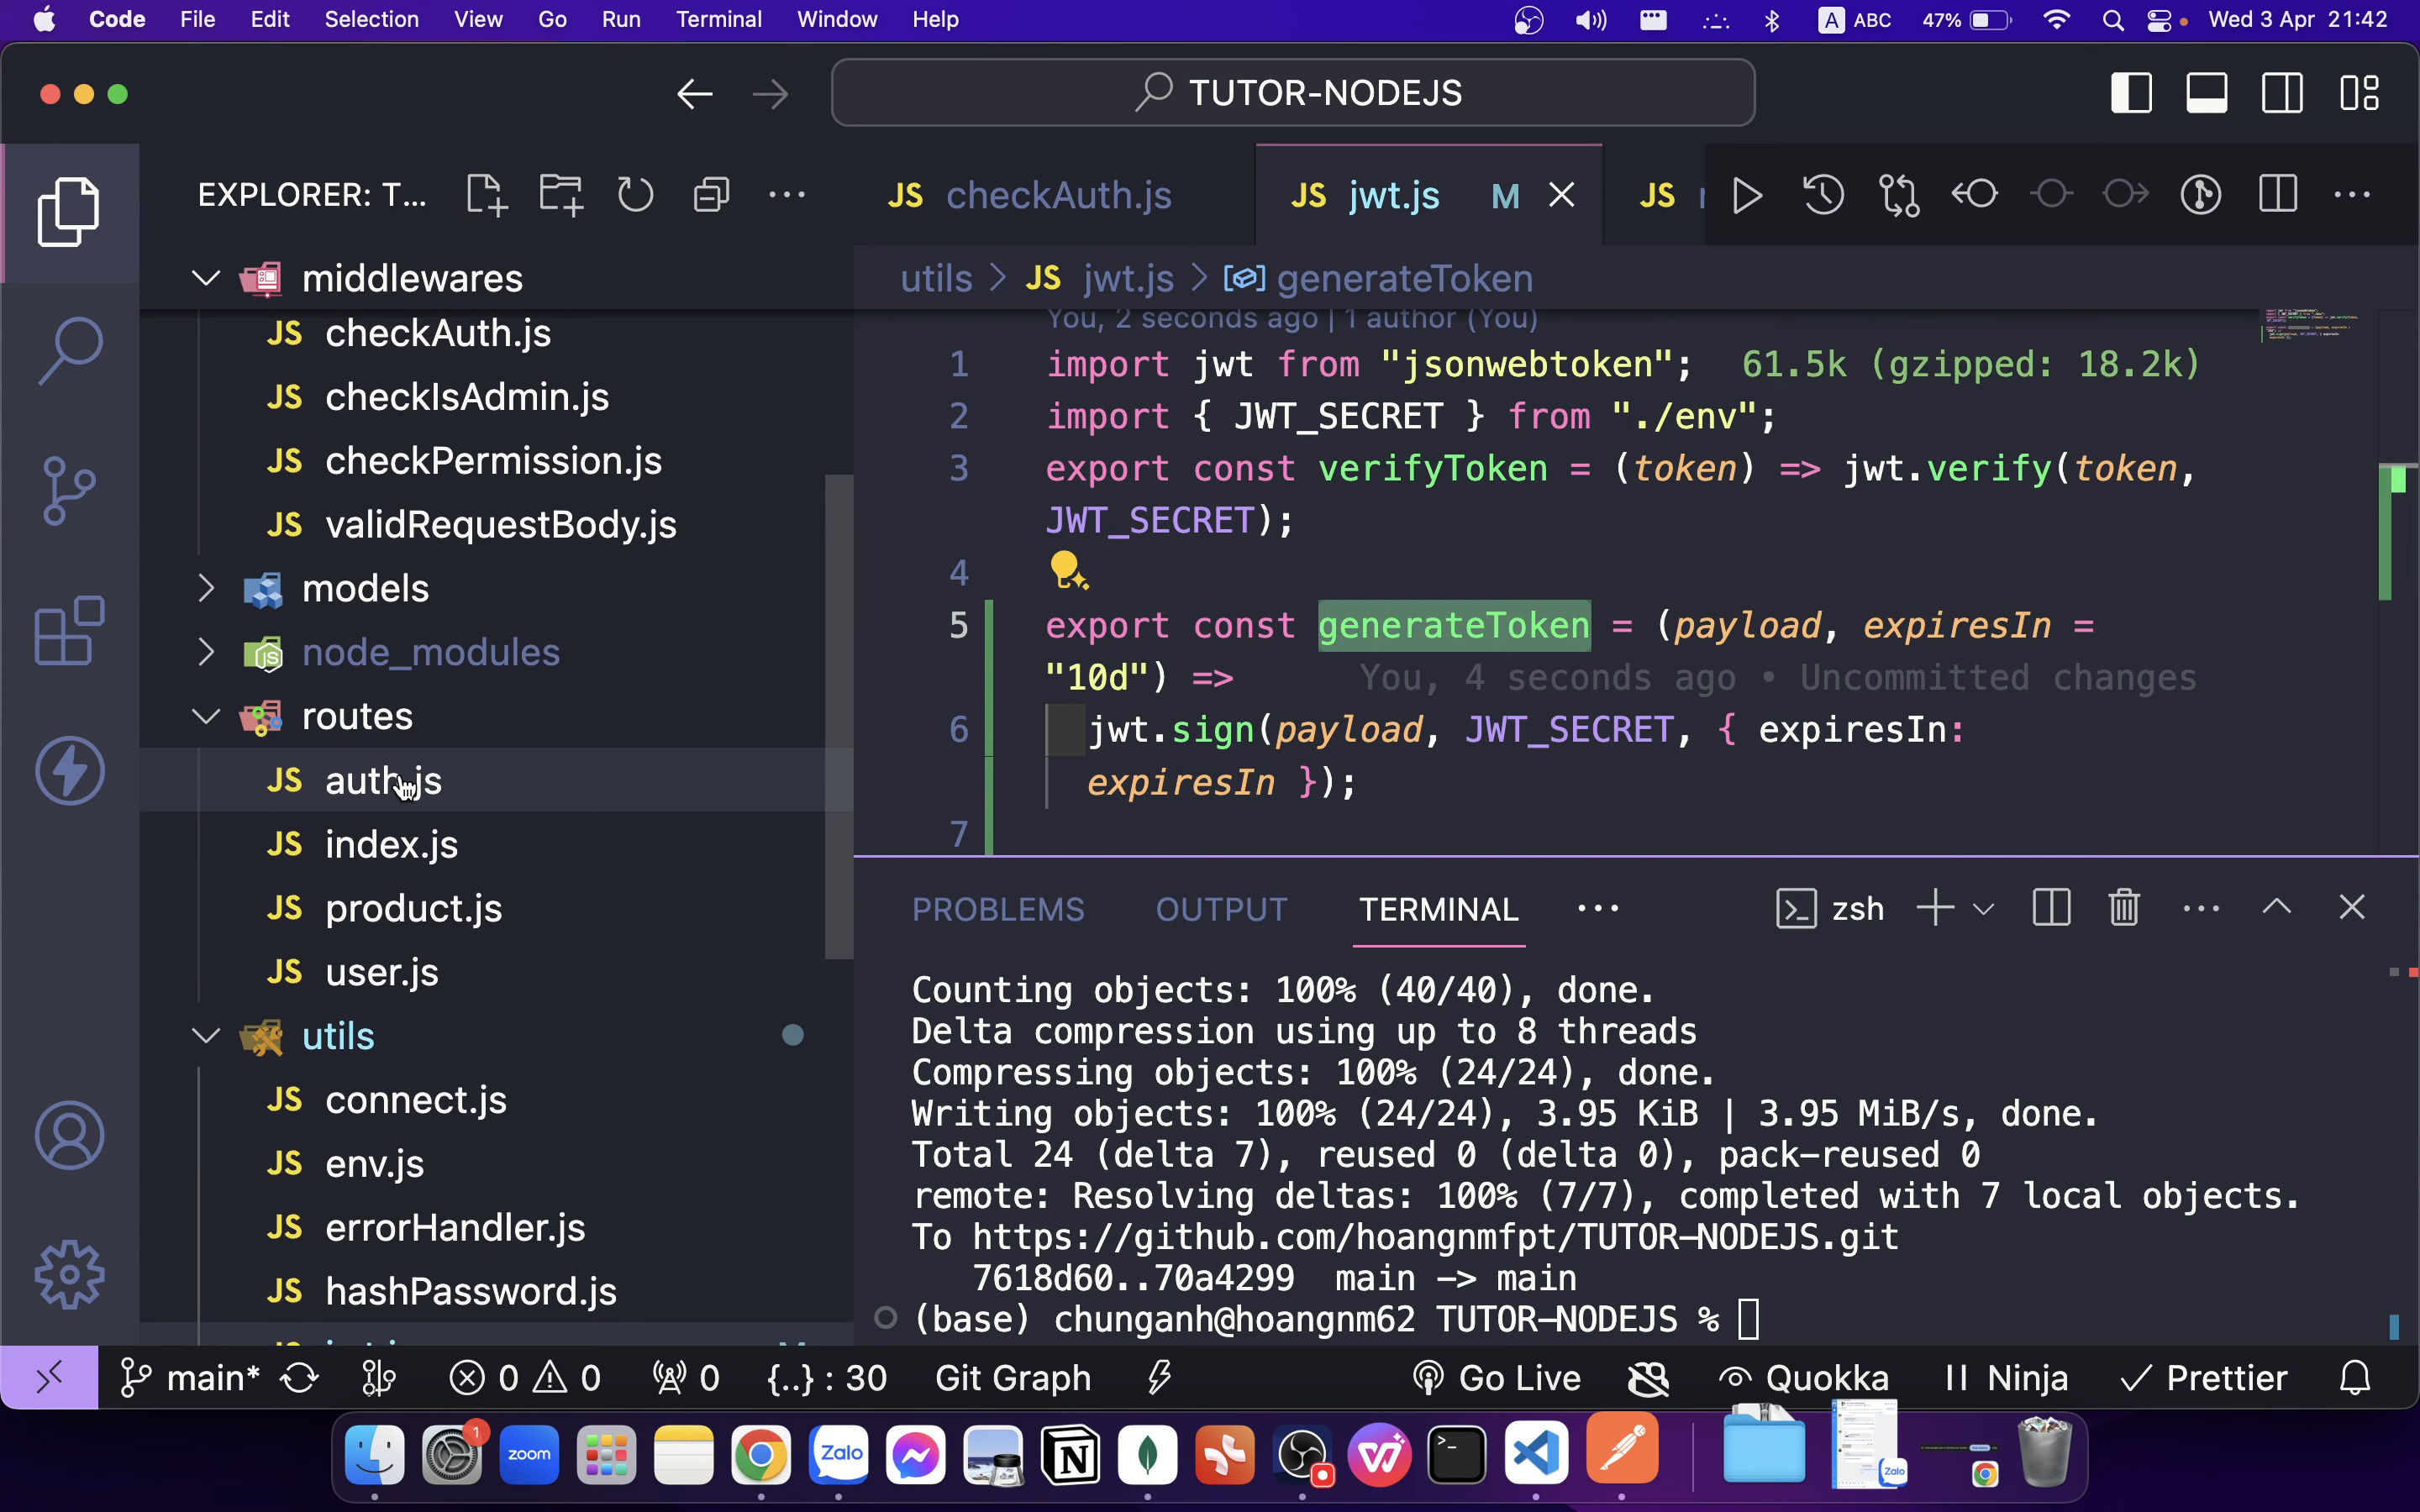 Code File Edit Selection View Go Run Terminal Window Help A ABC 47% Wed 3 Apr 21:42
TUTOR-NODEJS
EXPLORER: T...
JS checkAuth.js JS jwt.js M JS
middlewares
JS checkAuth.js
JS checkIsAdmin.js
JS checkPermission.js
JS validRequestBody.js
models
node_modules
routes
JS auth.js
JS index.js
JS product.js
JS user.js
utils
JS connect.js
JS env.js
JS errorHandler.js
JS hashPassword.js
utils > JS jwt.js > generateToken
You, 2 seconds ago | 1 author (You)
1 import jwt from "jsonwebtoken"; 61.5k (gzipped: 18.2k)
2 import { JWT_SECRET } from "./env";
3 export const verifyToken = (token) => jwt.verify(token,
JWT_SECRET);
4
5 export const generateToken = (payload, expiresIn =
"10d") => You, 4 seconds ago • Uncommitted changes
6 jwt.sign(payload, JWT_SECRET, { expiresIn:
expiresIn });
7
PROBLEMS OUTPUT TERMINAL zsh
Counting objects: 100% (40/40), done.
Delta compression using up to 8 threads
Compressing objects: 100% (24/24), done.
Writing objects: 100% (24/24), 3.95 KiB | 3.95 MiB/s, done.
Total 24 (delta 7), reused 0 (delta 0), pack-reused 0
remote: Resolving deltas: 100% (7/7), completed with 7 local objects.
To https://github.com/hoangnmfpt/TUTOR-NODEJS.git
7618d60..70a4299 main -> main
(base) chunganh@hoangnm62 TUTOR-NODEJS %
main* 0 0 0 {..} : 30 Git Graph Go Live Quokka Ninja Prettier
1 zoom Zalo Zalo